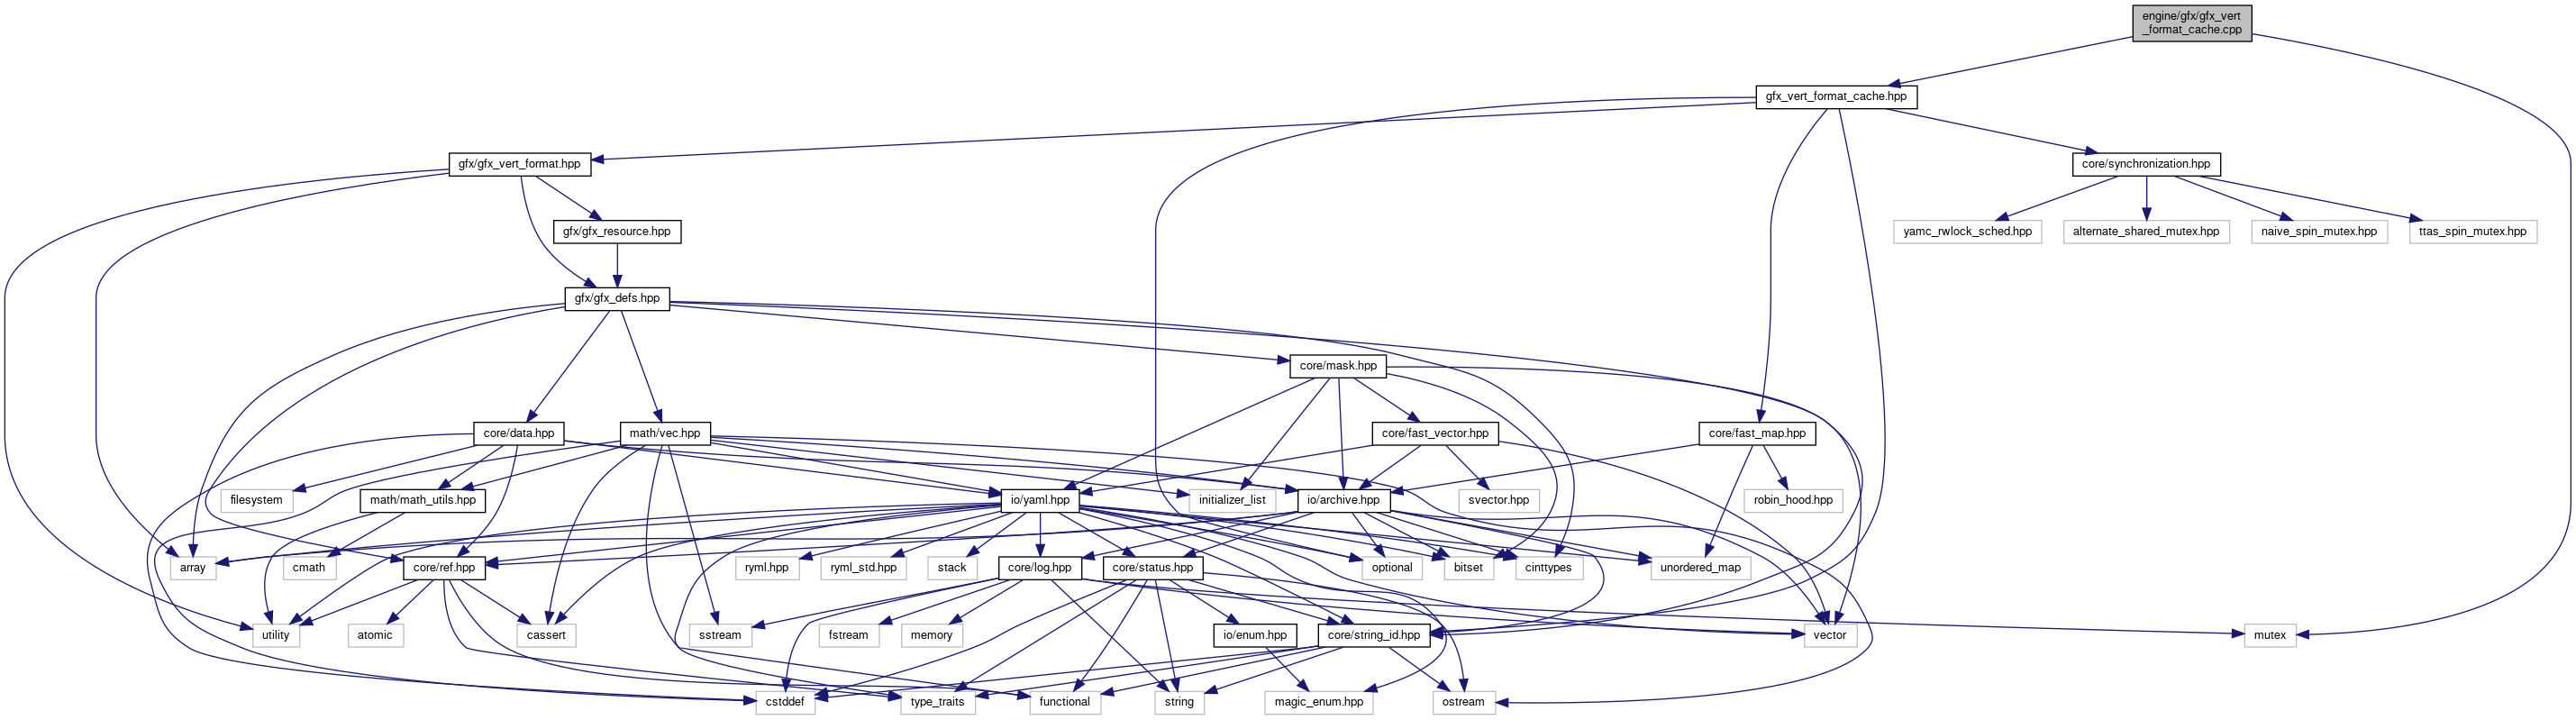 engine/gfx/gfx_vert
_format_cache.cpp
gfx_vert_format_cache.hpp
gfx/gfx_vert_format.hpp
core/synchronization.hpp
gfx/gfx_resource.hpp
yamc_rwlock_sched.hpp
alternate_shared_mutex.hpp
naive_spin_mutex.hpp
ttas_spin_mutex.hpp
gfx/gfx_defs.hpp
core/mask.hpp
core/data.hpp
math/vec.hpp
core/fast_vector.hpp
core/fast_map.hpp
filesystem
math/math_utils.hpp
io/yaml.hpp
initializer_list
io/archive.hpp
svector.hpp
robin_hood.hpp
array
cmath
core/ref.hpp
ryml.hpp
ryml_std.hpp
stack
core/log.hpp
core/status.hpp
optional
bitset
cinttypes
unordered_map
utility
atomic
cassert
sstream
fstream
memory
io/enum.hpp
core/string_id.hpp
vector
mutex
cstddef
type_traits
functional
string
magic_enum.hpp
ostream